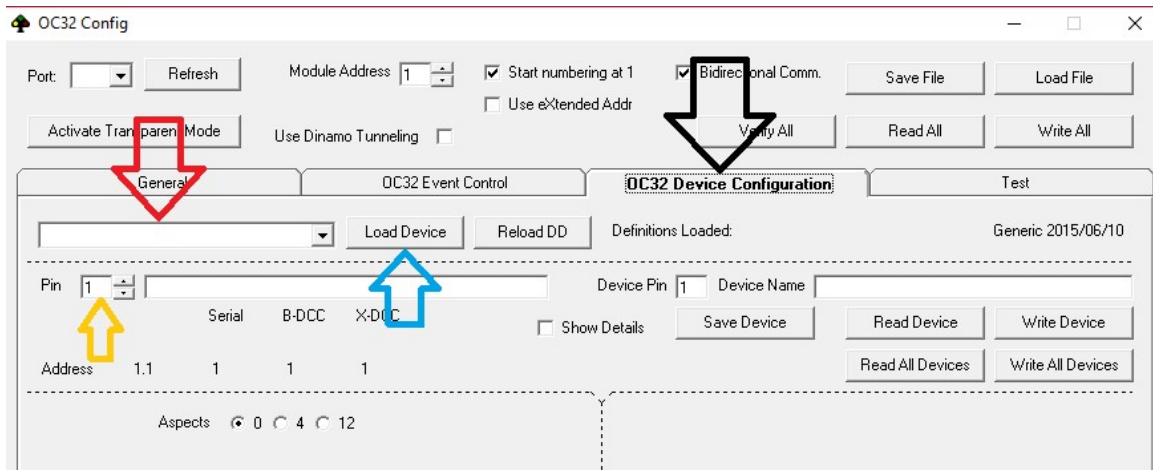 OC32 Config
Port: Refresh Module Address 1 Start numbering at 1 Bidirectional Comm. Save File Load File
Use eXtended Addr
Activate Transparent Mode Use Dinamo Tunneling Verify All Read All Write All
General OC32 Event Control OC32 Device Configuration Test
Load Device Reload DD Definitions Loaded: Generic 2015/06/10
Pin 1 Device Pin 1 Device Name
Serial B-DCC X-DCC Show Details Save Device Read Device Write Device
Address 1.1 1 1 1 Read All Devices Write All Devices
Aspects 0 4 12